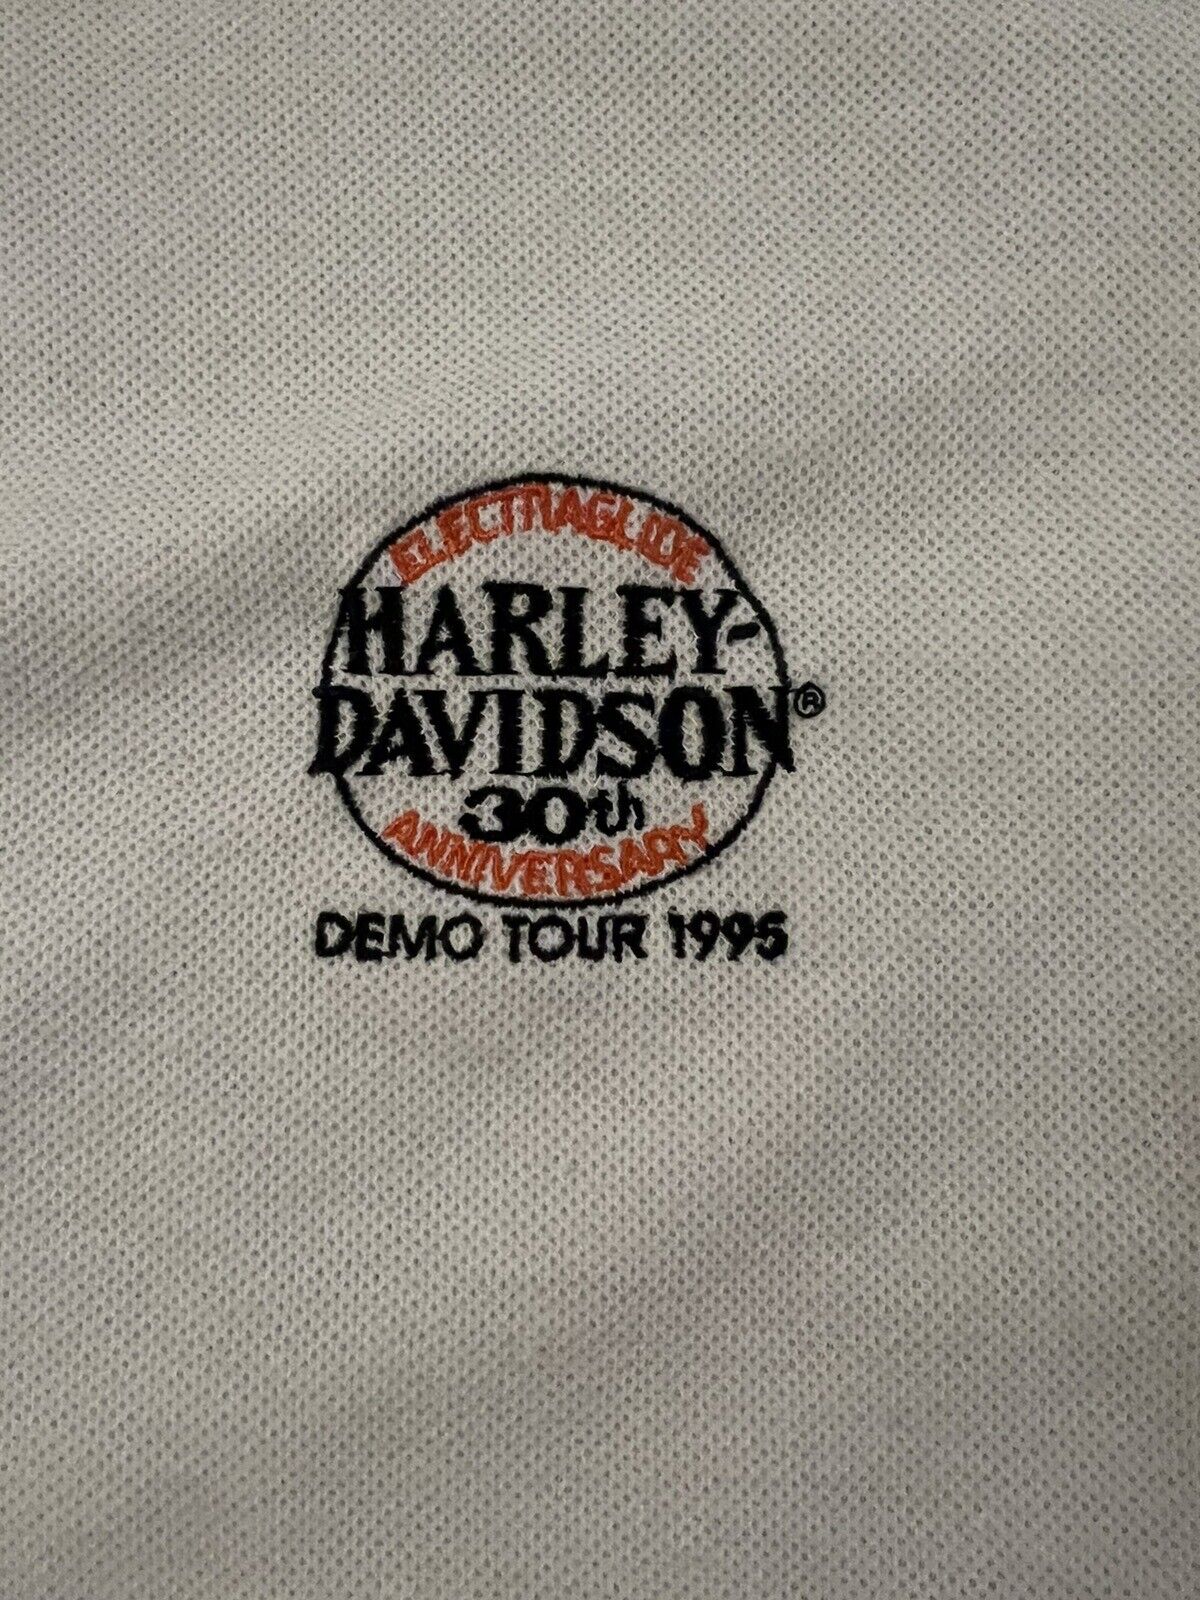 ELECTRAGLIDE
HARLEY-
DAVIDSON®
30th
ANNIVERSARY
DEMO TOUR 1995